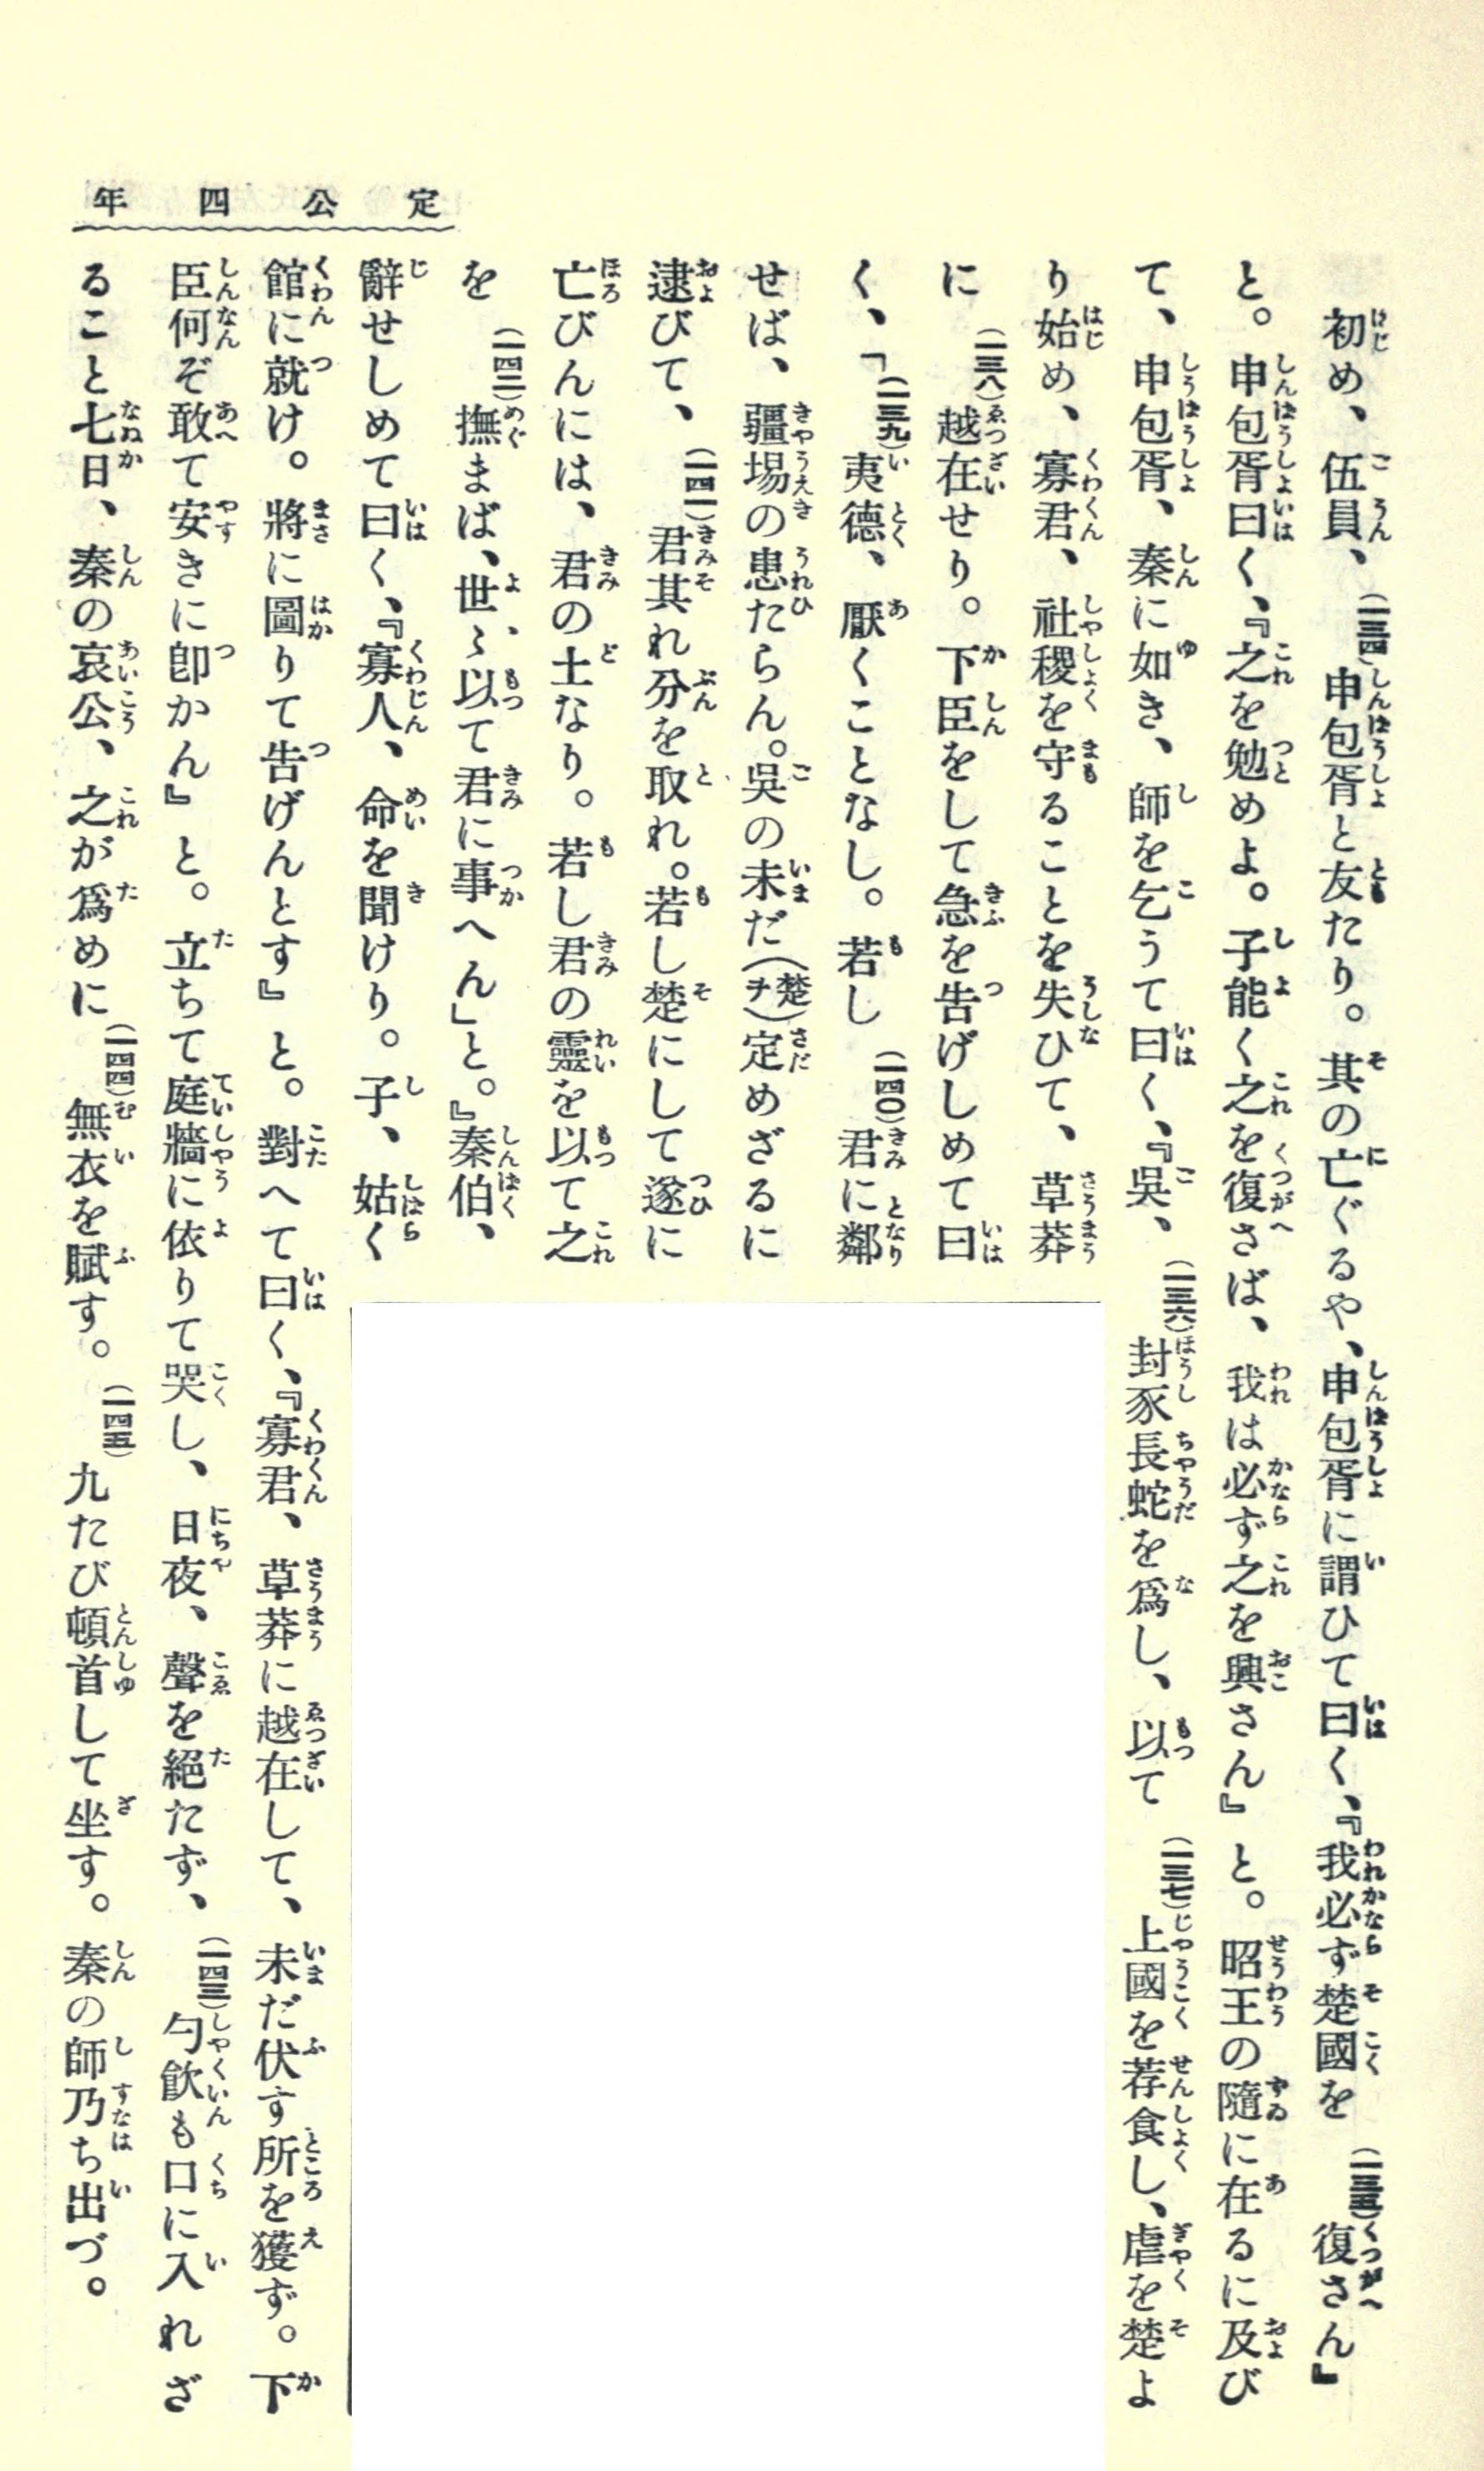 定公四年
初め、伍員、(一三四)申包胥と友たり。其の亡ぐるや、申包胥に謂ひて曰く、『我必ず楚國を(一三五)復さん』
と。申包胥曰く、『之を勉めよ。子能く之を復さば、我は必ず之を興さん』と。昭王の隨に在るに及び
て、申包胥、秦に如き、師を乞うて曰く、『吳、(一三六)封豕長蛇を爲し、以て(一三七)上國を荐食し、虐を楚よ
り始め、寡君、社稷を守ることを失ひて、草莽
に(一三八)越在せり。下臣をして急を告げしめて曰
く、「(一三九)夷德、厭くことなし。若し(一四〇)君に鄰
せば、疆埸の患たらん。吳の未だ(楚ヲ)定めざるに
逮びて、(一四一)君其れ分を取れ。若し楚にして遂に
亡びんには、君の土なり。若し君の靈を以て之
を(一四二)撫まば、世〻以て君に事へん」と。』秦伯、
辭せしめて曰く、『寡人、命を聞けり。子、姑く
館に就け。將に圖りて告げんとす』と。對へて曰く、『寡君、草莽に越在して、未だ伏す所を獲ず。下
臣何ぞ敢て安きに卽かん』と。立ちて庭牆に依りて哭し、日夜、聲を絕たず、(一四三)勺飮も口に入れざ
ること七日、秦の哀公、之が爲めに(一四四)無衣を賦す。(一四五)九たび頓首して坐す。秦の師乃ち出づ。